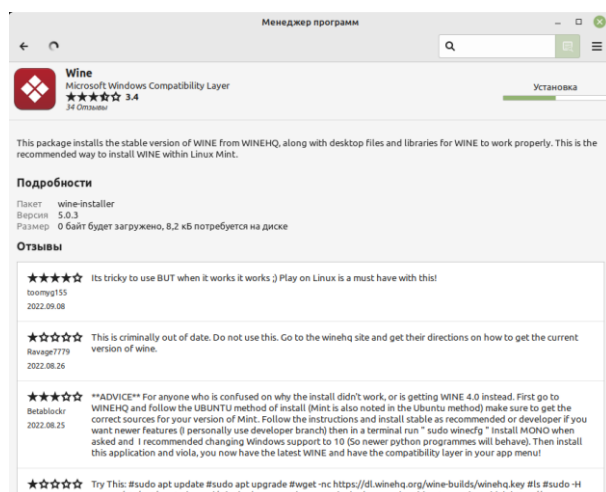 Менеджер программ
Wine
Microsoft Windows Compatibility Layer
3.4
34 Отзывы
Установка
This package installs the stable version of WINE from WINEHQ, along with desktop files and libraries for WINE to work properly. This is the
recommended way to install WINE within Linux Mint.
Подробности
Пакет wine-installer
Версия 5.0.3
Размер 0 байт будет загружено, 8,2 кБ потребуется на диске
Отзывы
Its tricky to use BUT when it works it works ;) Play on Linux is a must have with this!
toomyg155
2022.09.08
This is criminally out of date. Do not use this. Go to the winehq site and get their directions on how to get the current
version of wine.
Ravage7779
2022.08.26
**ADVICE** For anyone who is confused on why the install didn't work, or is getting WINE 4.0 instead. First go to
WINEHQ and follow the UBUNTU method of install (Mint is also noted in the Ubuntu method) make sure to get the
correct sources for your version of Mint. Follow the instructions and install stable as recommended or developer if you
want newer features (I personally use developer branch) then in a terminal run " sudo winecfg " Install MONO when
asked and I recommended changing Windows support to 10 (So newer python programmes will behave). Then install
this application and viola, you now have the latest WINE and have the compatibility layer in your app menu!
Betablockr
2022.08.25
Try This: #sudo apt update #sudo apt upgrade #wget -nc https://dl.winehq.org/wine-builds/winehq.key #ls #sudo -H